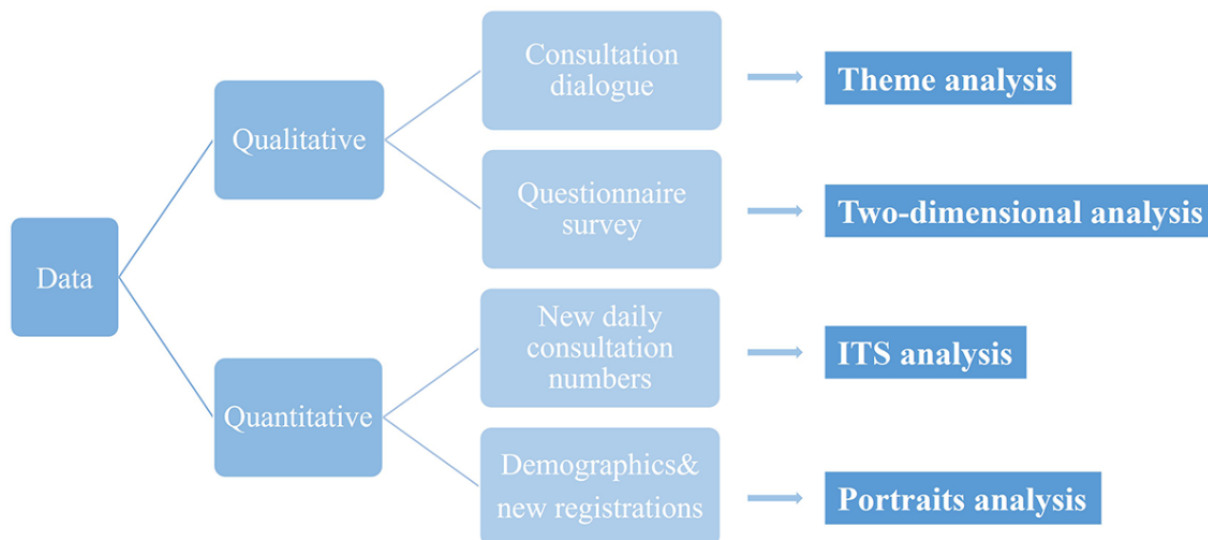 Data
Qualitative
Quantitative
Consultation
dialogue
Theme analysis
Questionnaire
survey
Two-dimensional analysis
New daily
consultation
numbers
ITS analysis
Demographics&
new registrations
Portraits analysis